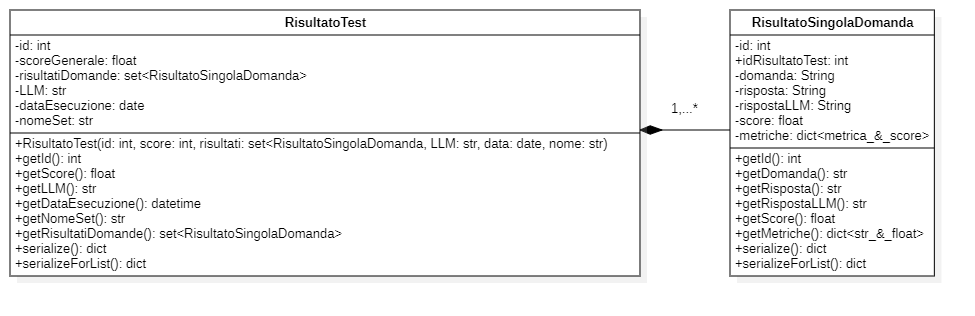 RisultatoTest
-id: int
-scoreGenerale: float
-risultatiDomande: set<RisultatoSingolaDomanda>
-LLM: str
-dataEsecuzione: date
-nomeSet: str
+RisultatoTest(id: int, score: int, risultati: set<RisultatoSingolaDomanda, LLM: str, data: date, nome: str)
+getId(): int
+getScore(): float
+getLLM(): str
+getDataEsecuzione(): datetime
+getNomeSet(): str
+getRisultatiDomande(): set<RisultatoSingolaDomanda>
+serialize(): dict
+serializeForList(): dict
1,...*
RisultatoSingolaDomanda
-id: int
+idRisultatoTest: int
-domanda: String
-risposta: String
-rispostaLLM: String
-score: float
-metriche: dict<metrica_&_score>
+getId(): int
+getDomanda(): str
+getRisposta(): str
+getRispostaLLM(): str
+getScore(): float
+getMetriche(): dict<str_&_float>
+serialize(): dict
+serializeForList(): dict